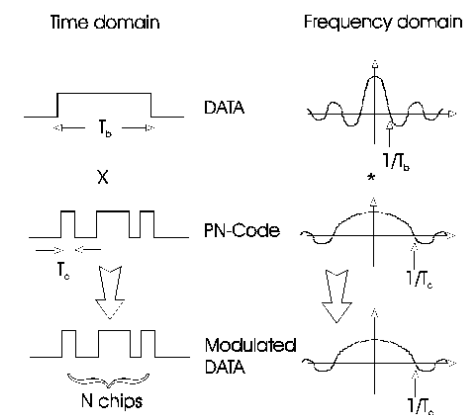 Time domain
Frequency domain
DATA
T_b
1/T_b
X
*
PN-Code
T_c
1/T_c
Modulated
DATA
N chips
1/T_c